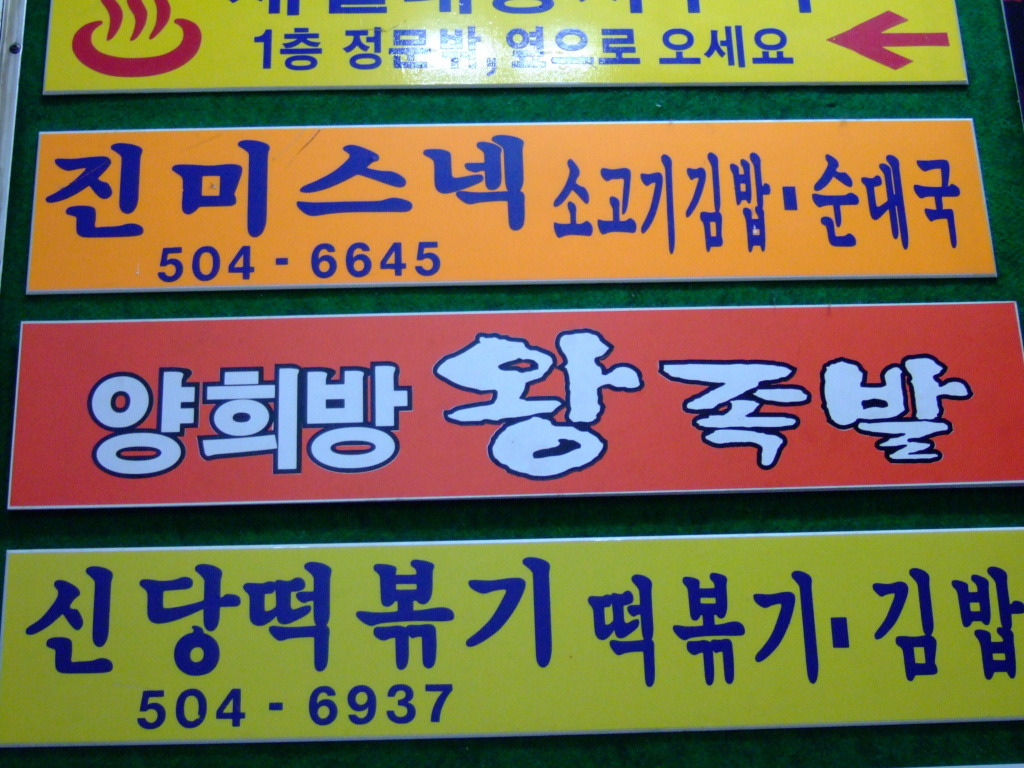 1층 정문밖, 옆으로 오세요
진미스넥 소고기김밥·순대국
504-6645
양희방 왕족발
신당떡볶기 떡볶기·김밥
504-6937